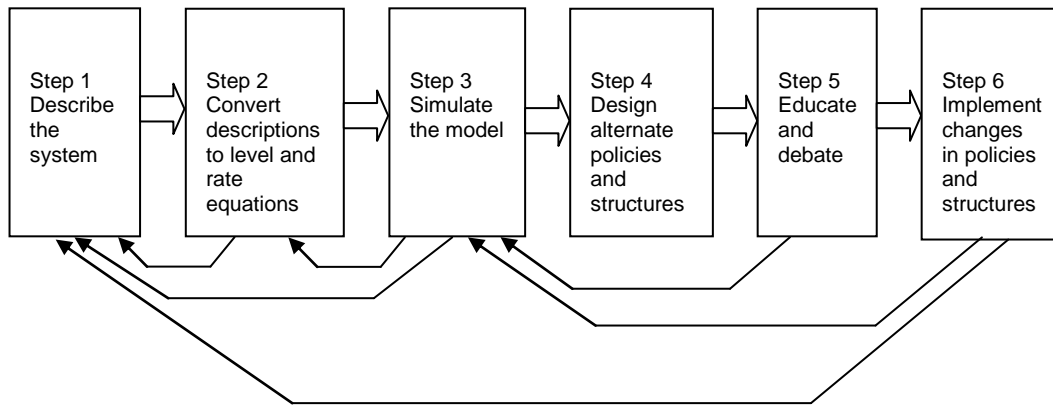 Step 1
Describe
the
system
Step 2
Convert
descriptions
to level and
rate
equations
Step 3
Simulate
the model
Step 4
Design
alternate
policies
and
structures
Step 5
Educate
and
debate
Step 6
Implement
changes
in policies
and
structures